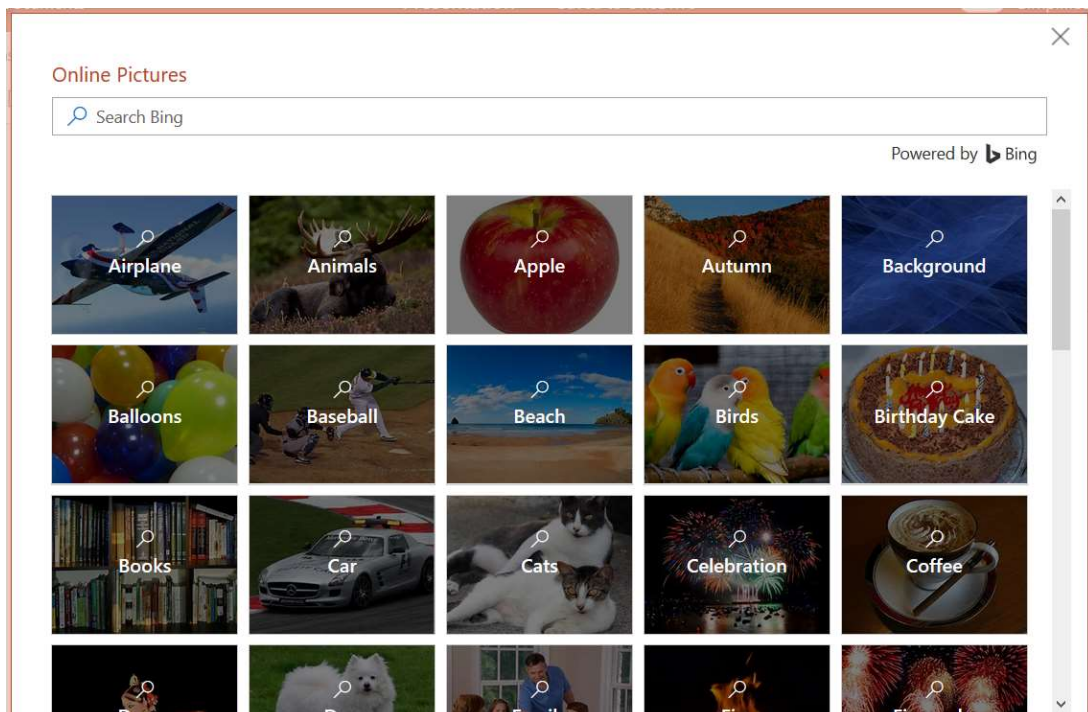 Online Pictures
Search Bing
Powered by Bing
Airplane
Animals
Apple
Autumn
Background
Balloons
Baseball
Beach
Birds
Birthday Cake
Books
Car
Cats
Celebration
Coffee